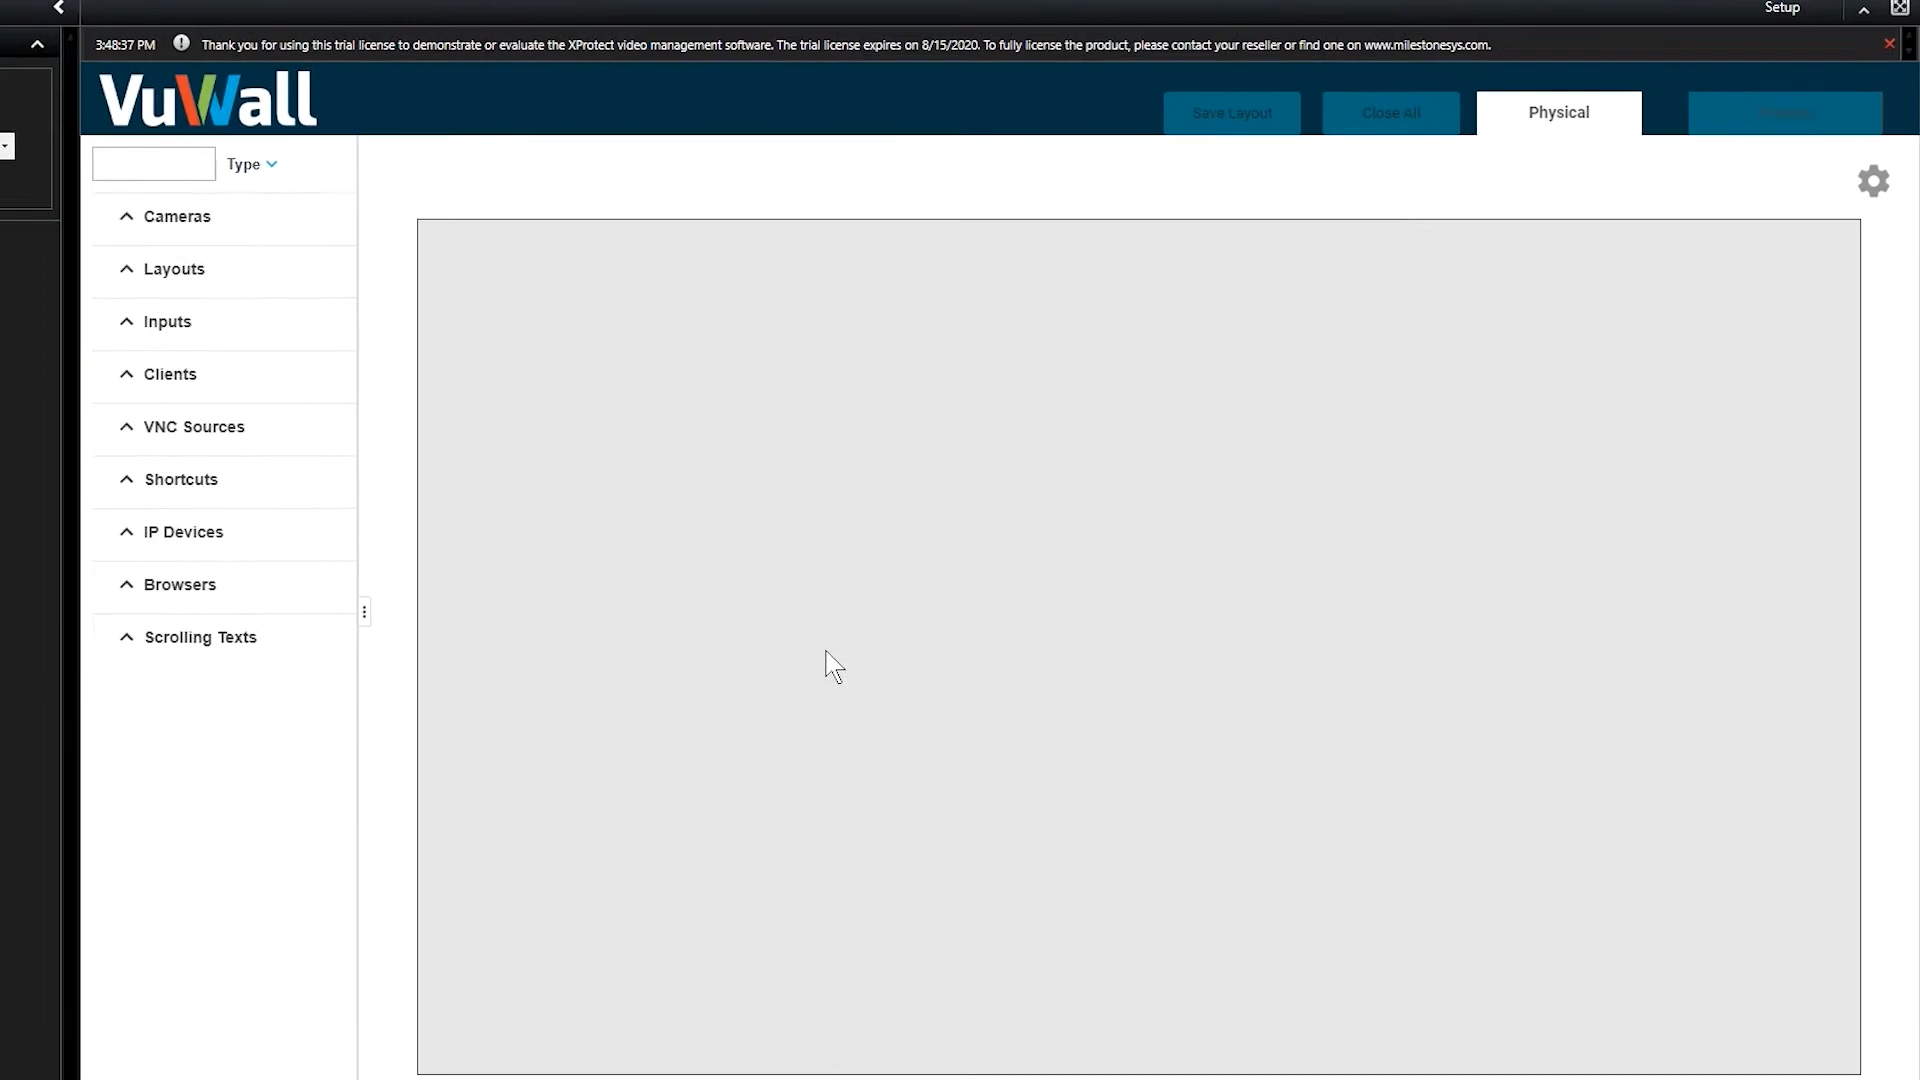 Setup
3:48:37 PM Thank you for using this trial license to demonstrate or evaluate the XProtect video management software. The trial license expires on 8/15/2020. To fully license the product, please contact your reseller or find one on www.milestonesys.com.
VuWall
Save Layout Close All Physical
Type
Cameras
Layouts
Inputs
Clients
VNC Sources
Shortcuts
IP Devices
Browsers
Scrolling Texts